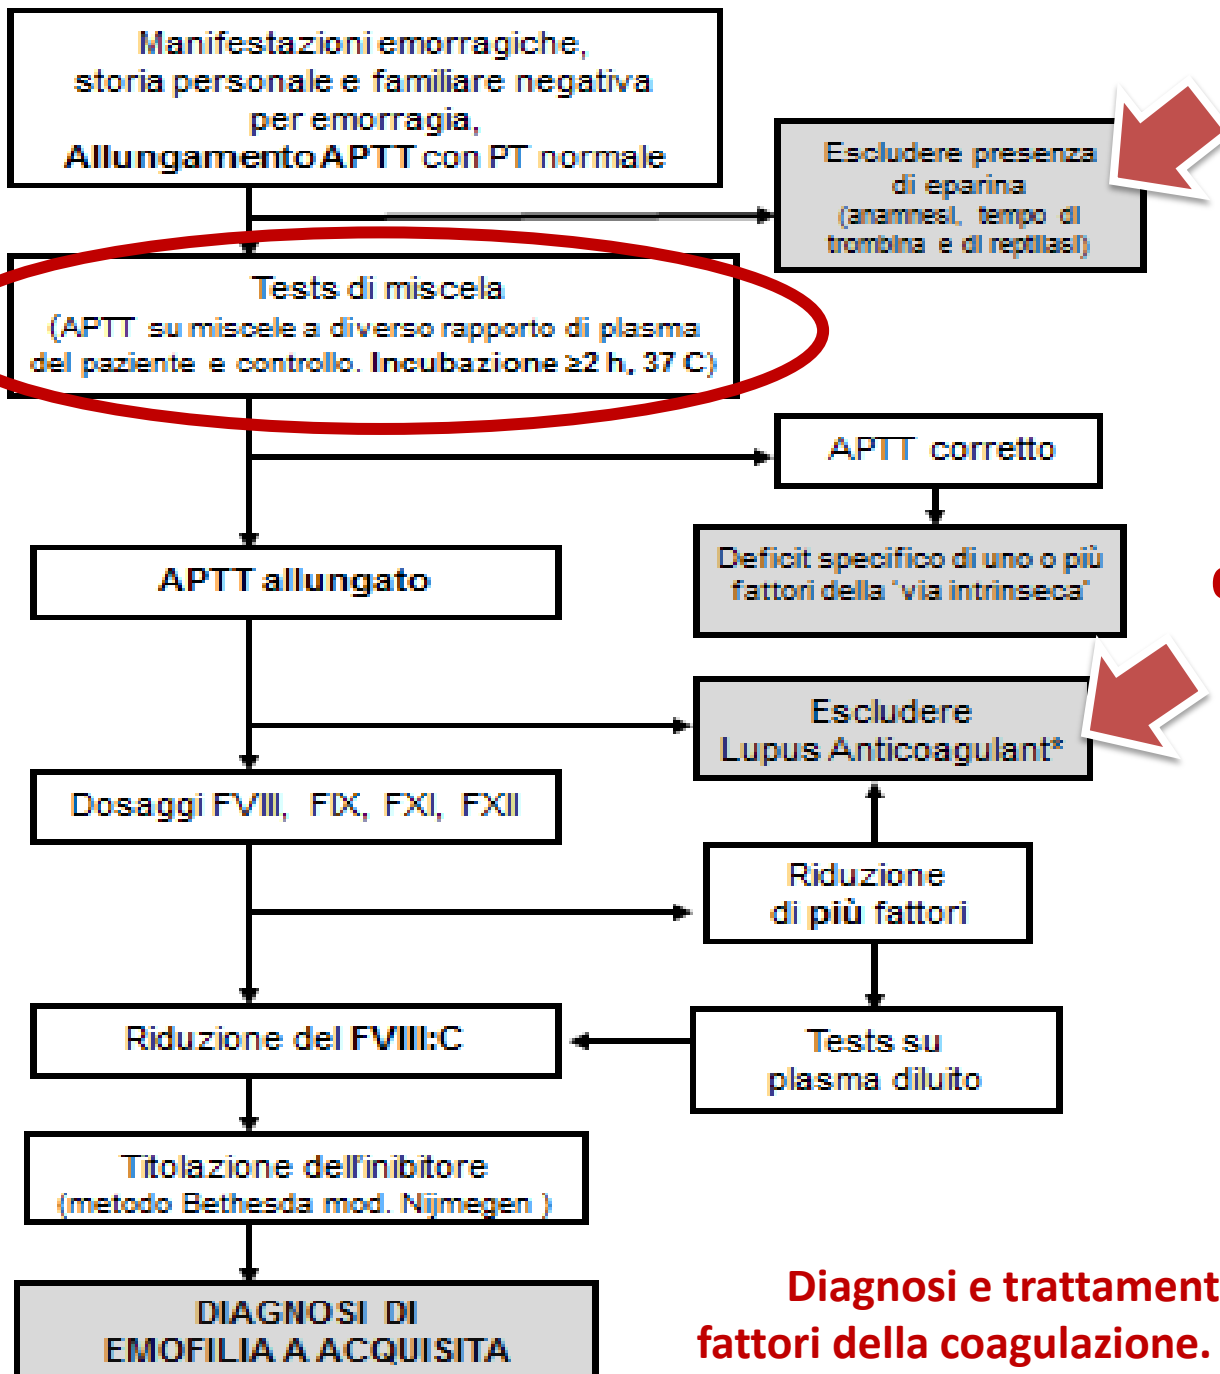 Manifestazioni emorragiche,
storia personale e familiare negativa
per emorragia,
Allungamento APTT con PT normale
Escludere presenza
di eparina
(anamnesi, tempo di
trombina e di reptilasi)
Tests di miscela
(APTT su miscele a diverso rapporto di plasma
del paziente e controllo. Incubazione ≥2 h, 37 C)
APTT corretto
Deficit specifico di uno o più
fattori della "via intrinseca"
APTT allungato
Escludere
Lupus Anticoagulant*
Dosaggi FVIII, FIX, FXI, FXII
Riduzione
di più fattori
Riduzione del FVIII:C
Tests su
plasma diluito
Titolazione dell'inibitore
(metodo Bethesda mod. Nijmegen )
DIAGNOSI DI
EMOFILIA A ACQUISITA
Diagnosi e trattament
fattori della coagulazione.